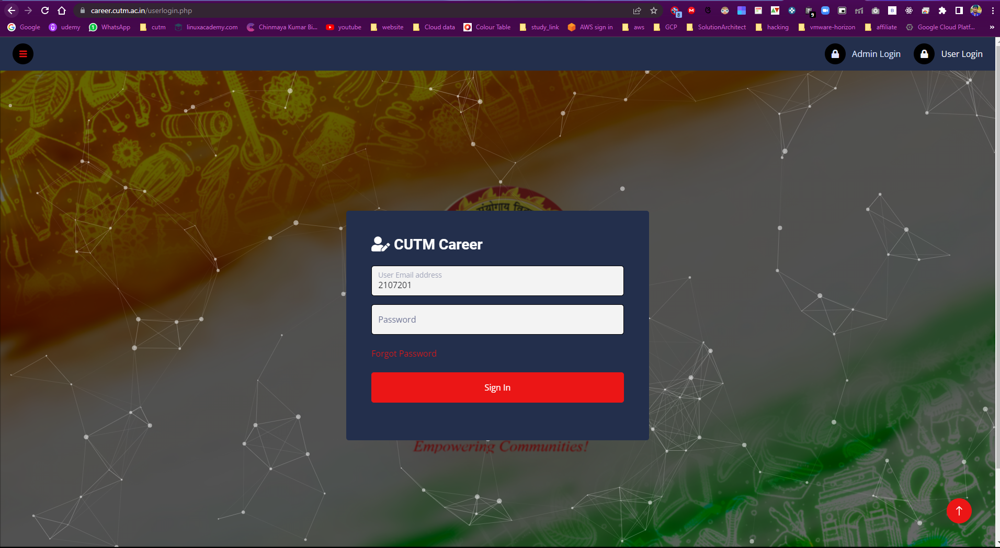 career.cutm.ac.in/userlogin.php
8
9
Google udemy WhatsApp cutm linuxacademy.com Chinmaya Kumar Bi... youtube website Cloud data Colour Table study_link AWS sign in aws GCP SolutionArchitect hacking vmware-horizon affiliate Google Cloud Platf... »
Admin Login User Login
CUTM Career
User Email address
2107201
Password
Forgot Password
Sign In
Empowering Communities!